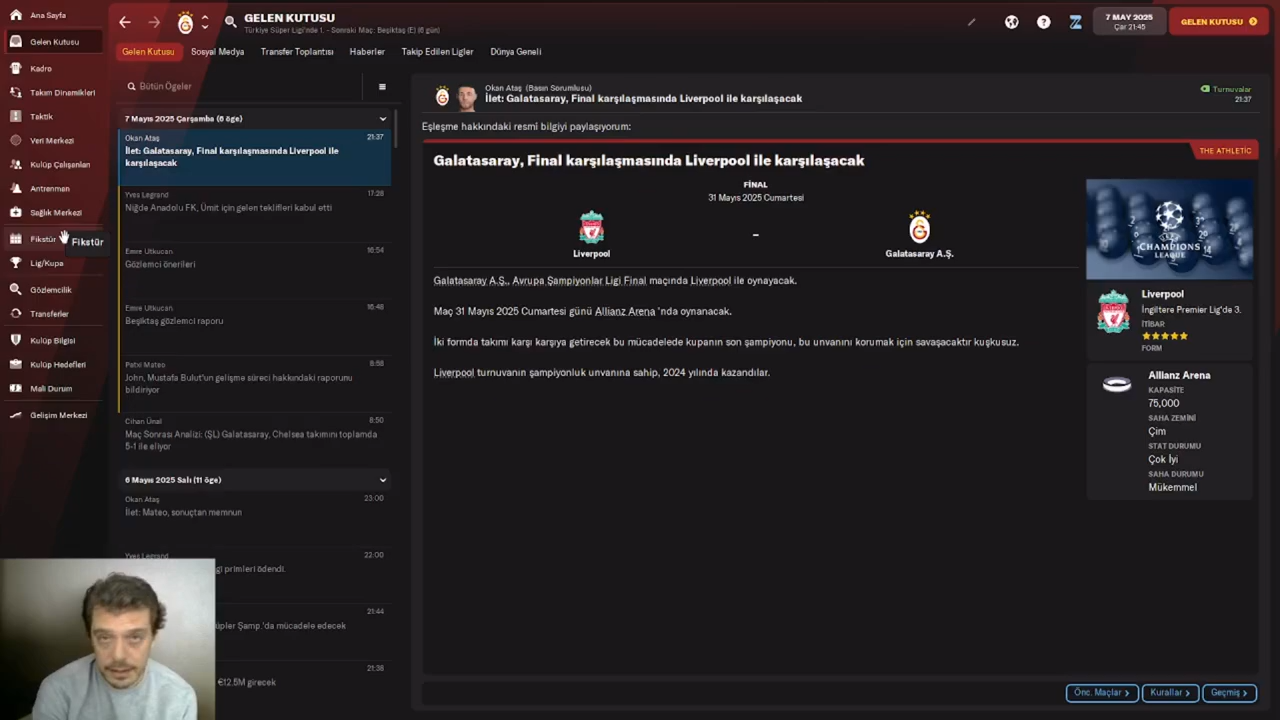 Ana Sayfa
Gelen Kutusu
Kadro
Takım Dinamikleri
Taktik
Veri Merkezi
Kulüp Çalışanları
Antrenman
Sağlık Merkezi
Fikstür
Fikstür
Lig/Kupa
Gözlemcilik
Transferler
Kulüp Bilgisi
Kulüp Hedefleri
Mali Durum
Gelişim Merkezi
GELEN KUTUSU
Türkiye Süper Ligi'nde 1. - Sonraki Maç: Beşiktaş (E) (6 gün)
7 MAY 2025
Çar 21:45
GELEN KUTUSU
Gelen Kutusu
Sosyal Medya
Transfer Toplantısı
Haberler
Takip Edilen Ligler
Dünya Geneli
Bütün Ögeler
7 Mayıs 2025 Çarşamba (6 öge)
Okan Ataş 21:37
İlet: Galatasaray, Final karşılaşmasında Liverpool ile
karşılaşacak
Yves Legrand 17:28
Niğde Anadolu FK, Ümit için gelen teklifleri kabul etti
Emre Utkucan 16:54
Gözlemci önerileri
Emre Utkucan 16:48
Beşiktaş gözlemci raporu
Patxi Mateo 8:58
John, Mustafa Bulut'un gelişme süreci hakkındaki raporunu
bildiriyor
Cihan Ünal 8:50
Maç Sonrası Analizi: (ŞL) Galatasaray, Chelsea takımını toplamda
5-1 ile eliyor
6 Mayıs 2025 Salı (11 öge)
Okan Ataş 23:00
İlet: Mateo, sonuçtan memnun
Yves Legrand 22:00
primleri ödendi.
21:44
Şamp.'da mücadele edecek
21:38
€12.5M girecek
Okan Ataş (Basın Sorumlusu)
İlet: Galatasaray, Final karşılaşmasında Liverpool ile karşılaşacak
Turnuvalar
21:37
Eşleşme hakkındaki resmî bilgiyi paylaşıyorum:
THE ATHLETIC
Galatasaray, Final karşılaşmasında Liverpool ile karşılaşacak
FİNAL
31 Mayıs 2025 Cumartesi
Liverpool
–
Galatasaray A.Ş.
Galatasaray A.Ş., Avrupa Şampiyonlar Ligi Final maçında Liverpool ile oynayacak.
Maç 31 Mayıs 2025 Cumartesi günü Allianz Arena 'nda oynanacak.
İki formda takımı karşı karşıya getirecek bu mücadelede kupanın son şampiyonu, bu unvanını korumak için savaşacaktır kuşkusuz.
Liverpool turnuvanın şampiyonluk unvanına sahip, 2024 yılında kazandılar.
CHAMPIONS
LEAGUE
Liverpool
İngiltere Premier Lig'de 3.
İTİBAR
FORM
Allianz Arena
KAPASİTE
75,000
SAHA ZEMİNİ
Çim
STAT DURUMU
Çok İyi
SAHA DURUMU
Mükemmel
Önc. Maçlar
Kurallar
Geçmiş